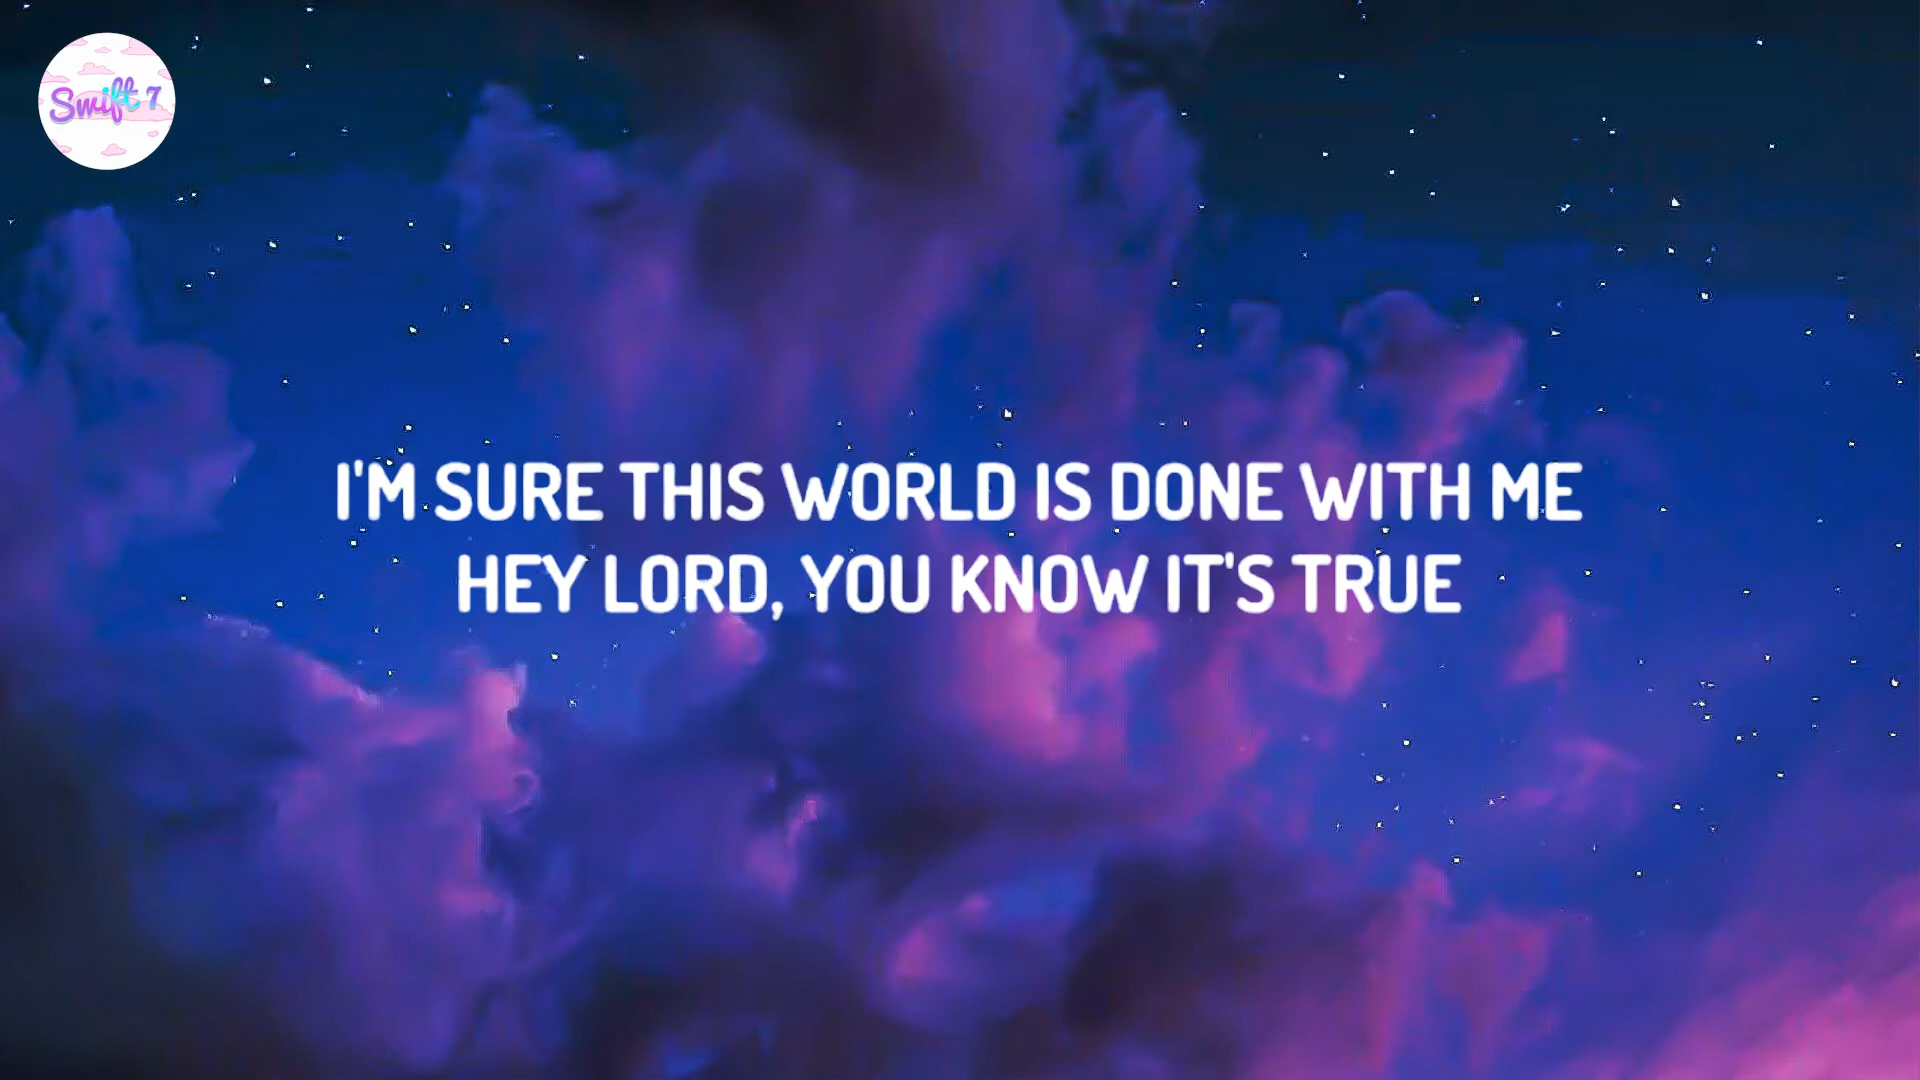 Swift 7
I'M SURE THIS WORLD IS DONE WITH ME
HEY LORD, YOU KNOW IT'S TRUE